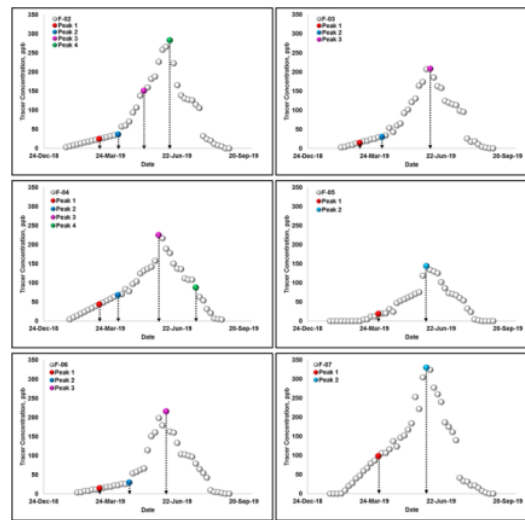 F-02
Peak 1
Peak 2
Peak 3
Peak 4
350
300
250
200
150
100
50
0
Tracer Concentration, ppb
24-Dec-18 24-Mar-19 22-Jun-19 20-Sep-19
Date
F-03
Peak 1
Peak 2
Peak 3
350
300
250
200
150
100
50
0
Tracer Concentration, ppb
24-Dec-18 24-Mar-19 22-Jun-19 20-Sep-19
Date
F-04
Peak 1
Peak 2
Peak 3
Peak 4
350
300
250
200
150
100
50
0
Tracer Concentration, ppb
24-Dec-18 24-Mar-19 22-Jun-19 20-Sep-19
Date
F-05
Peak 1
Peak 2
350
300
250
200
150
100
50
0
Tracer Concentration, ppb
24-Dec-18 24-Mar-19 22-Jun-19 20-Sep-19
Date
F-06
Peak 1
Peak 2
Peak 3
350
300
250
200
150
100
50
0
Tracer Concentration, ppb
24-Dec-18 24-Mar-19 22-Jun-19 20-Sep-19
Date
F-07
Peak 1
Peak 2
350
300
250
200
150
100
50
0
Tracer Concentration, ppb
24-Dec-18 24-Mar-19 22-Jun-19 20-Sep-19
Date